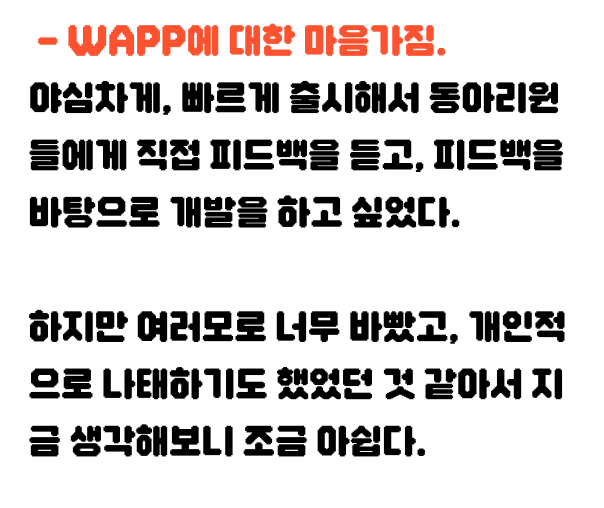 - WAPP에 대한 마음가짐.
야심차게, 빠르게 출시해서 동아리원
들에게 직접 피드백을 듣고, 피드백을
바탕으로 개발을 하고 싶었다.
하지만 여러모로 너무 바빴고, 개인적
으로 나태하기도 했었던 것 같아서 지
금 생각해보니 조금 아쉽다.